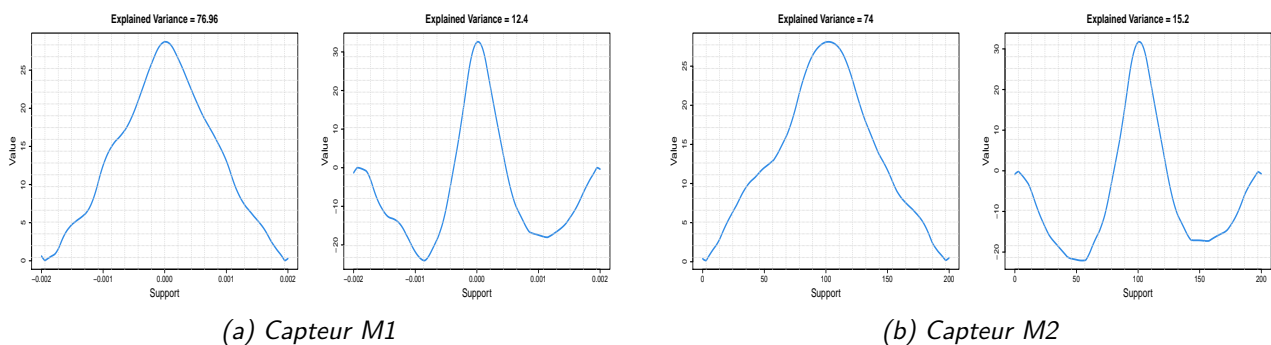 Explained Variance = 76.96
Value
0 5 10 15 20 25
−0.002 −0.001 0.000 0.001 0.002
Support
Explained Variance = 12.4
Value
−20 −10 0 10 20 30
−0.002 −0.001 0.000 0.001 0.002
Support
(a) Capteur M1
Explained Variance = 74
Value
0 5 10 15 20 25
0 50 100 150 200
Support
Explained Variance = 15.2
Value
−20 −10 0 10 20 30
0 50 100 150 200
Support
(b) Capteur M2